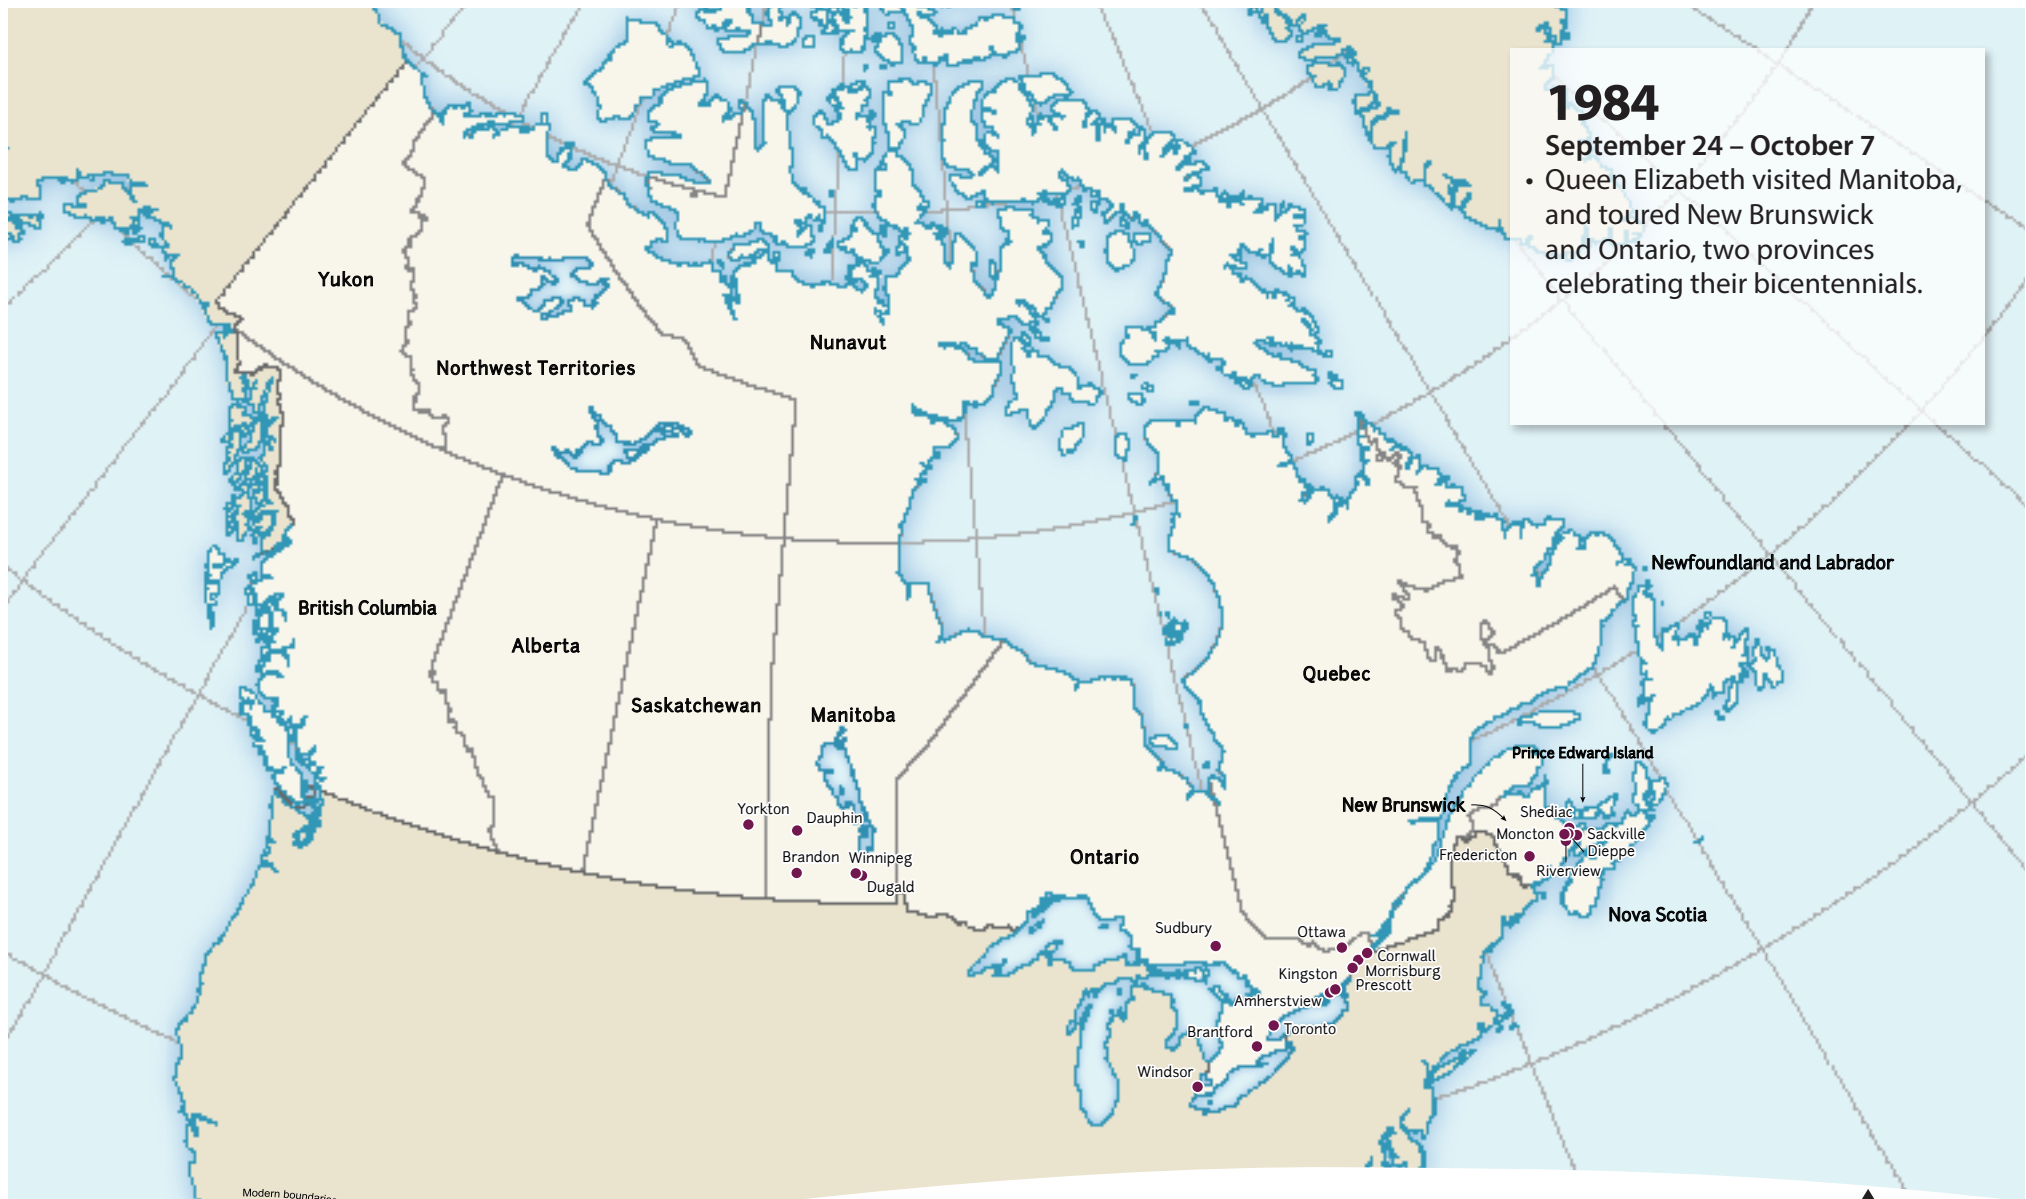 1984
September 24 – October 7
• Queen Elizabeth visited Manitoba,
and toured New Brunswick
and Ontario, two provinces
celebrating their bicentennials.
Yukon
Northwest Territories
Nunavut
Newfoundland and Labrador
British Columbia
Alberta
Saskatchewan
Manitoba
Quebec
Prince Edward Island
New Brunswick
Shediac
Yorkton
Dauphin
Moncton
Sackville
Brandon
Winnipeg
Ontario
Fredericton
Dieppe
Dugald
Riverview
Nova Scotia
Sudbury
Ottawa
Cornwall
Kingston
Morrisburg
Prescott
Amherstview
Brantford
Toronto
Windsor
Modern